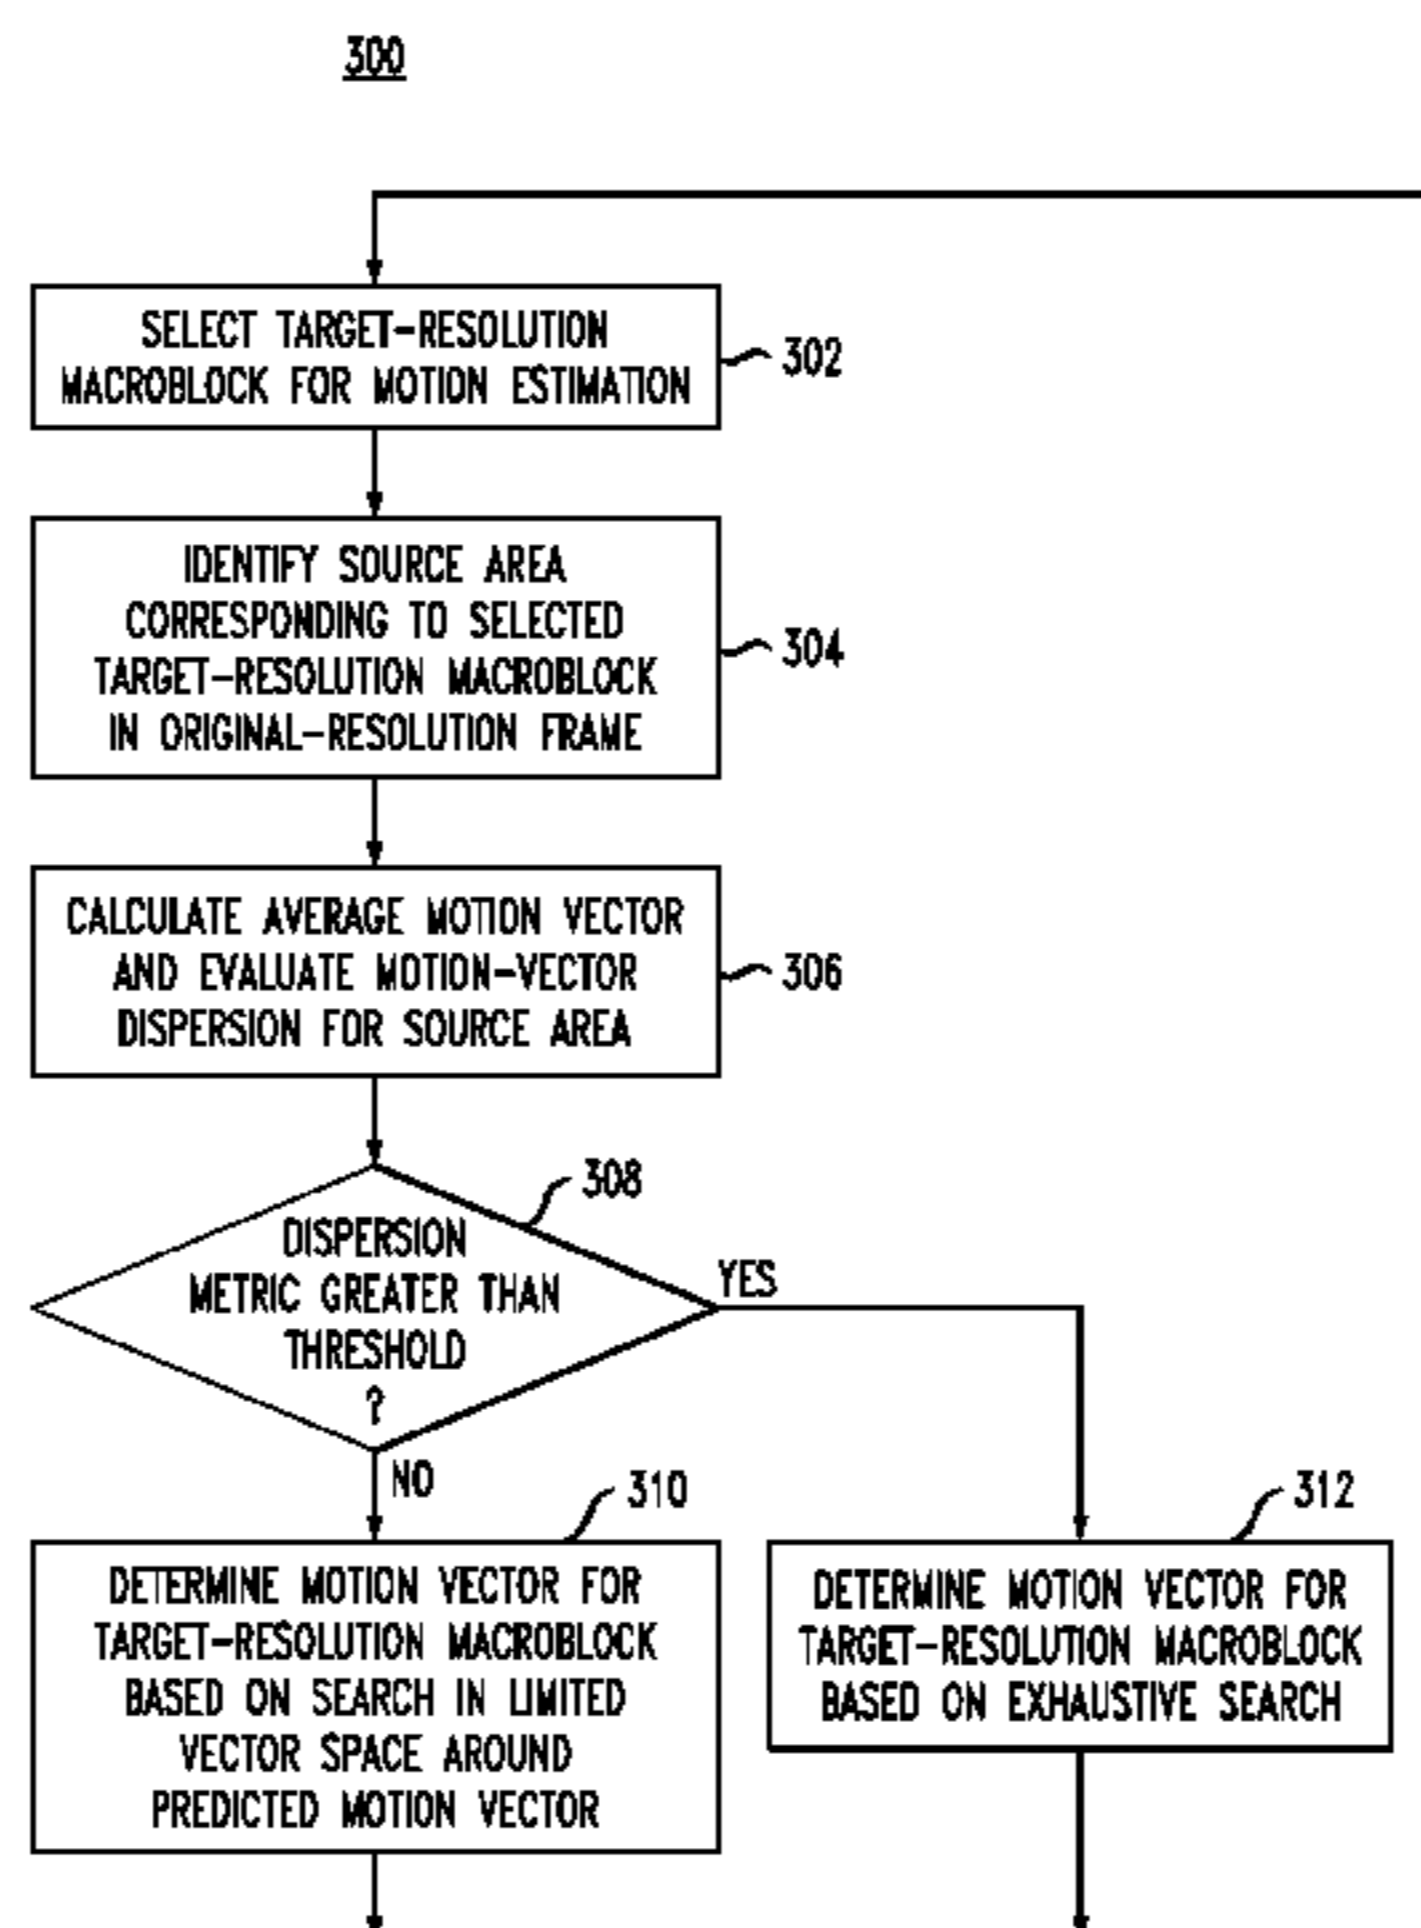 300
SELECT TARGET-RESOLUTION
MACROBLOCK FOR MOTION ESTIMATION
302
IDENTIFY SOURCE AREA
CORRESPONDING TO SELECTED
TARGET-RESOLUTION MACROBLOCK
IN ORIGINAL-RESOLUTION FRAME
304
CALCULATE AVERAGE MOTION VECTOR
AND EVALUATE MOTION-VECTOR
DISPERSION FOR SOURCE AREA
306
308
DISPERSION
METRIC GREATER THAN
THRESHOLD
?
YES
NO
310
DETERMINE MOTION VECTOR FOR
TARGET-RESOLUTION MACROBLOCK
BASED ON SEARCH IN LIMITED
VECTOR SPACE AROUND
PREDICTED MOTION VECTOR
312
DETERMINE MOTION VECTOR FOR
TARGET-RESOLUTION MACROBLOCK
BASED ON EXHAUSTIVE SEARCH